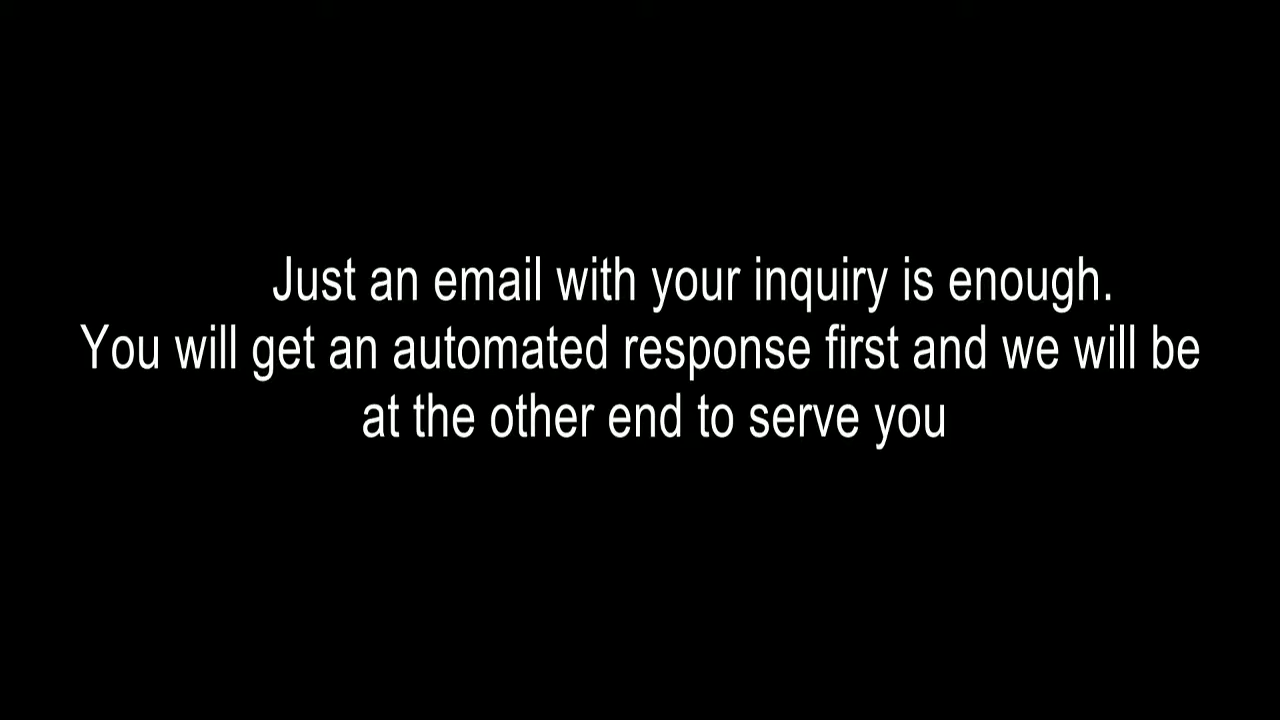 Just an email with your inquiry is enough.
You will get an automated response first and we will be
at the other end to serve you